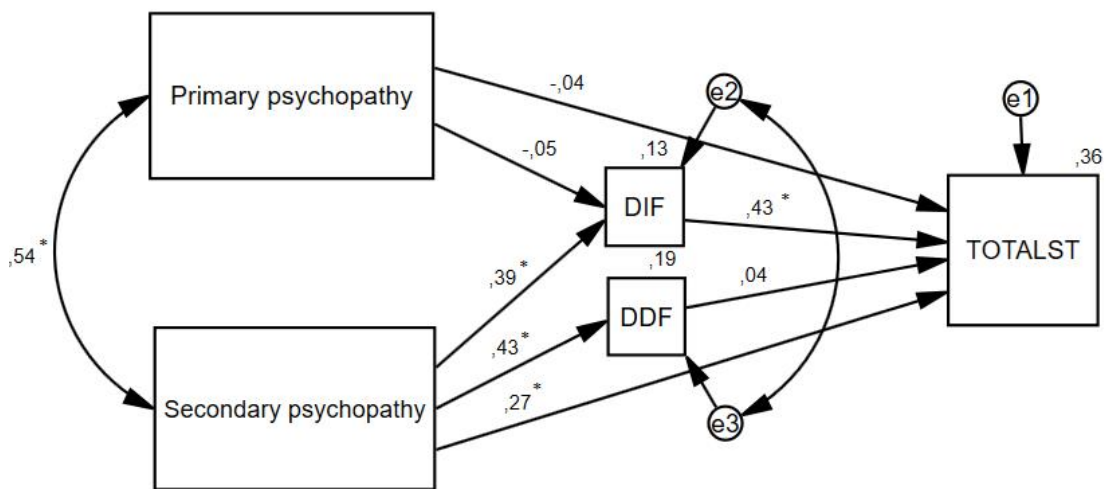 Primary psychopathy
-,04
e2
e1
-,05
,13
,36
DIF
,43 *
TOTALST
,54 *
,39 *
,19
,04
DDF
,43 *
Secondary psychopathy
,27 *
e3